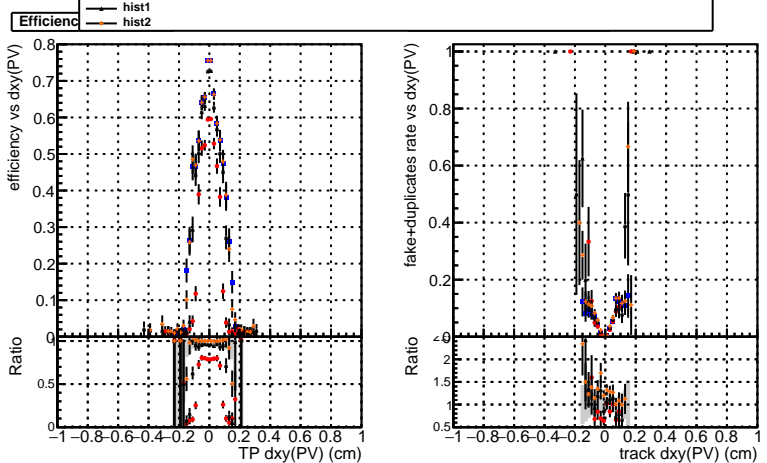 hist1
Efficienc
hist2
efficiency vs dxy(PV)
0.8
0.7
0.6
0.5
0.4
0.3
0.2
0.1
0
Ratio
1
0.5
0
−1 −0.8 −0.6 −0.4 −0.2 0 0.2 0.4 0.6 0.8 1
TP dxy(PV) (cm)
fake+duplicates rate vs dxy(PV)
1
0.8
0.6
0.4
0.2
0
Ratio
2
1.5
1
0.5
−1 −0.8 −0.6 −0.4 −0.2 0 0.2 0.4 0.6 0.8 1
track dxy(PV) (cm)